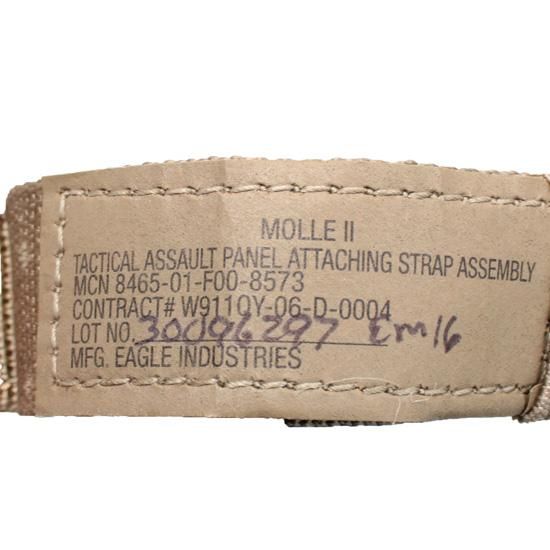 MOLLE II
TACTICAL ASSAULT PANEL ATTACHING STRAP ASSEMBLY
MCN 8465-01-F00-8573
CONTRACT# W911QY-06-D-0004
LOT NO. 30096297 Em16
MFG. EAGLE INDUSTRIES